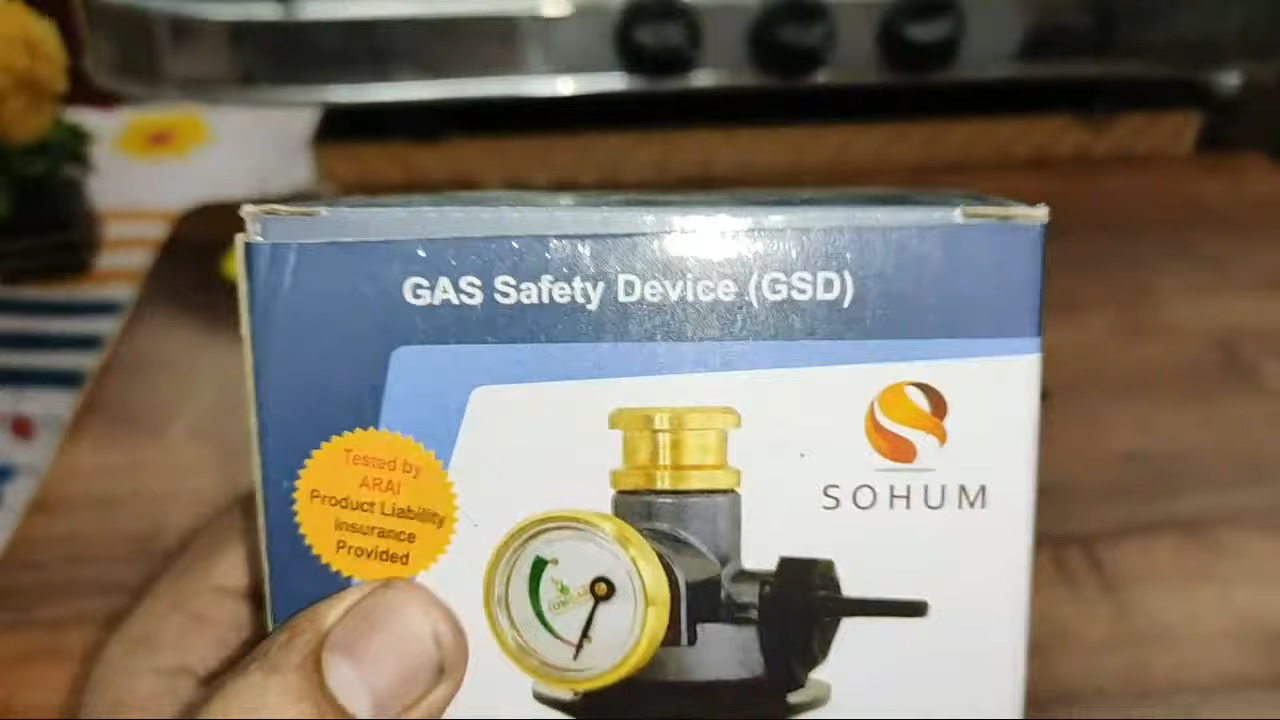 GAS Safety Device (GSD)
SOHUM
Tested by
ARAI
Product Liability
Insurance
Provided